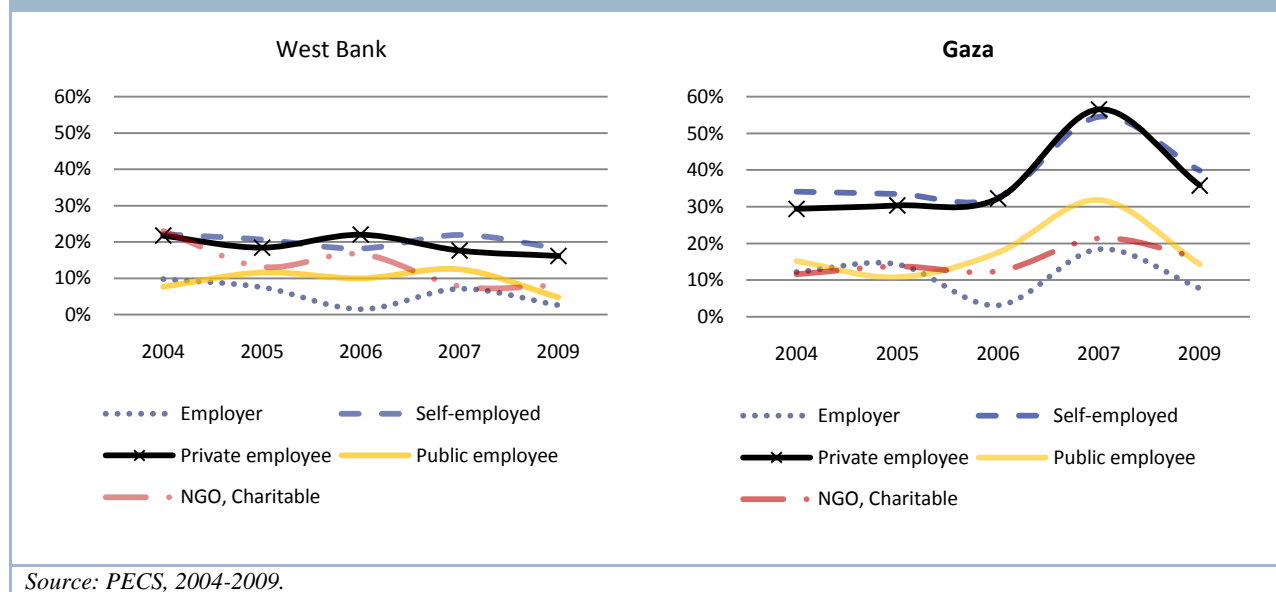 West Bank
60%
50%
40%
30%
20%
10%
0%
2004 2005 2006 2007 2009
Employer Self-employed
Private employee Public employee
NGO, Charitable
Gaza
60%
50%
40%
30%
20%
10%
0%
2004 2005 2006 2007 2009
Employer Self-employed
Private employee Public employee
NGO, Charitable
Source: PECS, 2004-2009.